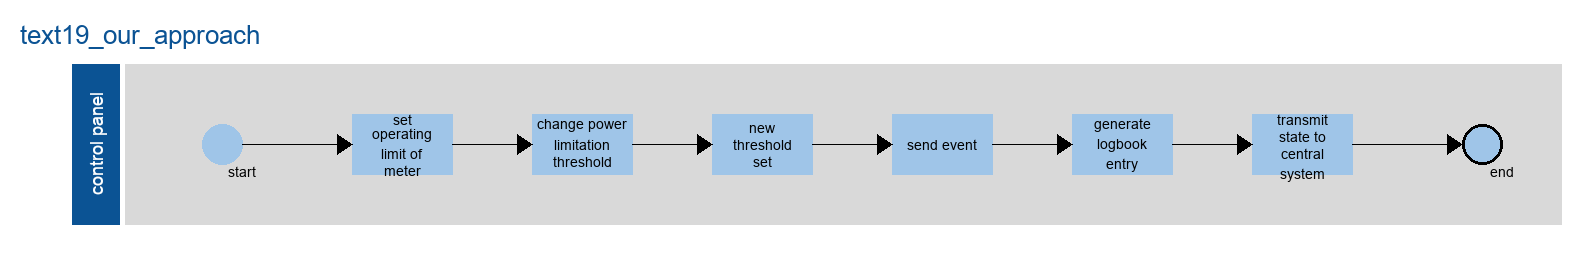 text19_our_approach
control panel
start
set
operating
limit of
meter
change power
limitation
threshold
new
threshold
set
send event
generate
logbook
entry
transmit
state to
central
system
end